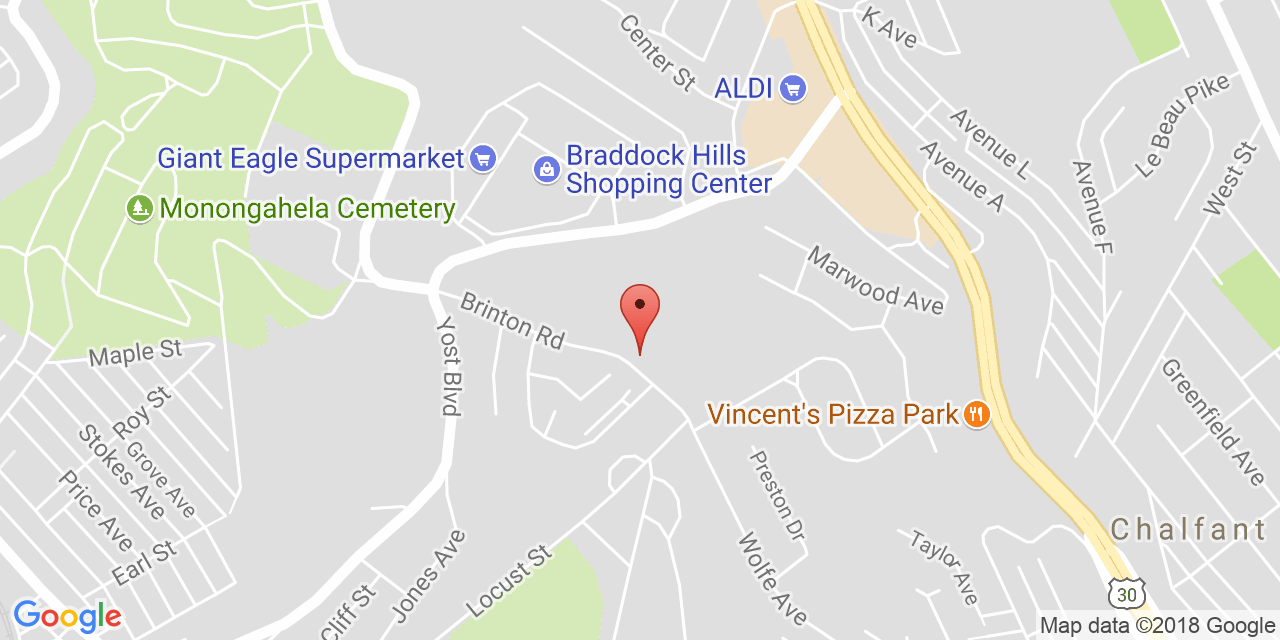 K Ave
Center St
ALDI
Le Beau Pike
Avenue L
Giant Eagle Supermarket
Braddock Hills
Shopping Center
Avenue A
West St
Monongahela Cemetery
Avenue F
Marwood Ave
Brinton Rd
Maple St
Yost Blvd
Roy St
Greenfield Ave
Vincent's Pizza Park
Stokes Ave
Grove Ave
Price Ave
Preston Dr
Chalfant
Earl St
Jones Ave
Locust St
Wolfe Ave
Taylor Ave
Cliff St
30
Google
Map data ©2018 Google